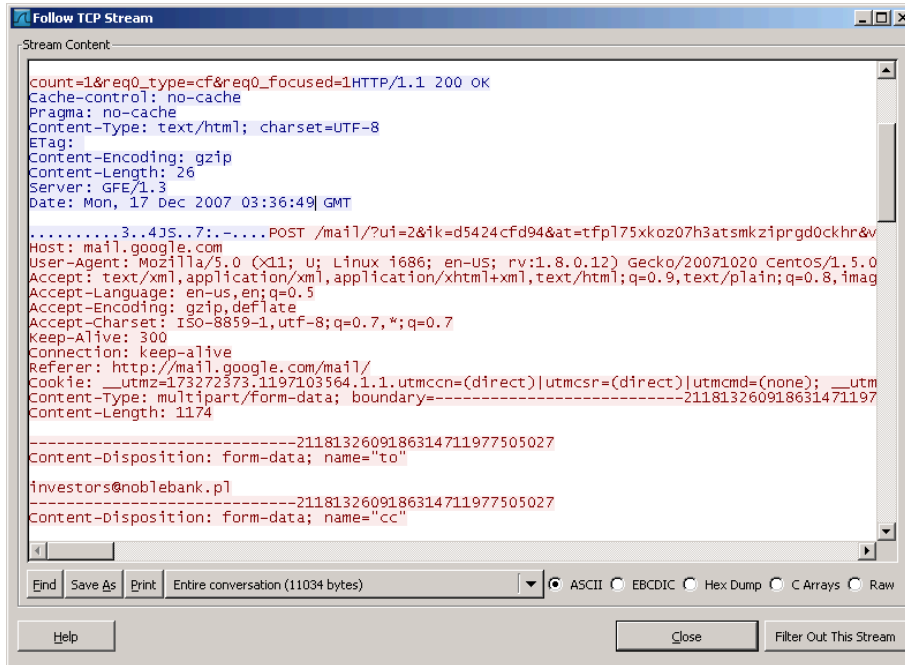 Follow TCP Stream
Stream Content
count=1&req0_type=cf&req0_focused=1HTTP/1.1 200 OK
Cache-control: no-cache
Pragma: no-cache
Content-Type: text/html; charset=UTF-8
ETag:
Content-Encoding: gzip
Content-Length: 26
Server: GFE/1.3
Date: Mon, 17 Dec 2007 03:36:49 GMT
..........3..4JS..7:.-....POST /mail/?ui=2&ik=d5424cfd94&at=tfpl75xkoz07h3atsmkziprgd0ckhr&v
Host: mail.google.com
User-Agent: Mozilla/5.0 (X11; U; Linux i686; en-US; rv:1.8.0.12) Gecko/20071020 CentOS/1.5.0
Accept: text/xml,application/xml,application/xhtml+xml,text/html;q=0.9,text/plain;q=0.8,imag
Accept-Language: en-us,en;q=0.5
Accept-Encoding: gzip,deflate
Accept-Charset: ISO-8859-1,utf-8;q=0.7,*;q=0.7
Keep-Alive: 300
Connection: keep-alive
Referer: http://mail.google.com/mail/
Cookie: __utmz=173272373.1197103564.1.1.utmccn=(direct)|utmcsr=(direct)|utmcmd=(none); __utm
Content-Type: multipart/form-data; boundary=---------------------------21181326091863147​11977
Content-Length: 1174
-----------------------------2118132609186314711977505027
Content-Disposition: form-data; name="to"
investors@noblebank.pl
-----------------------------2118132609186314711977505027
Content-Disposition: form-data; name="cc"
Find Save As Print Entire conversation (11034 bytes) ASCII EBCDIC Hex Dump C Arrays Raw
Help Close Filter Out This Stream